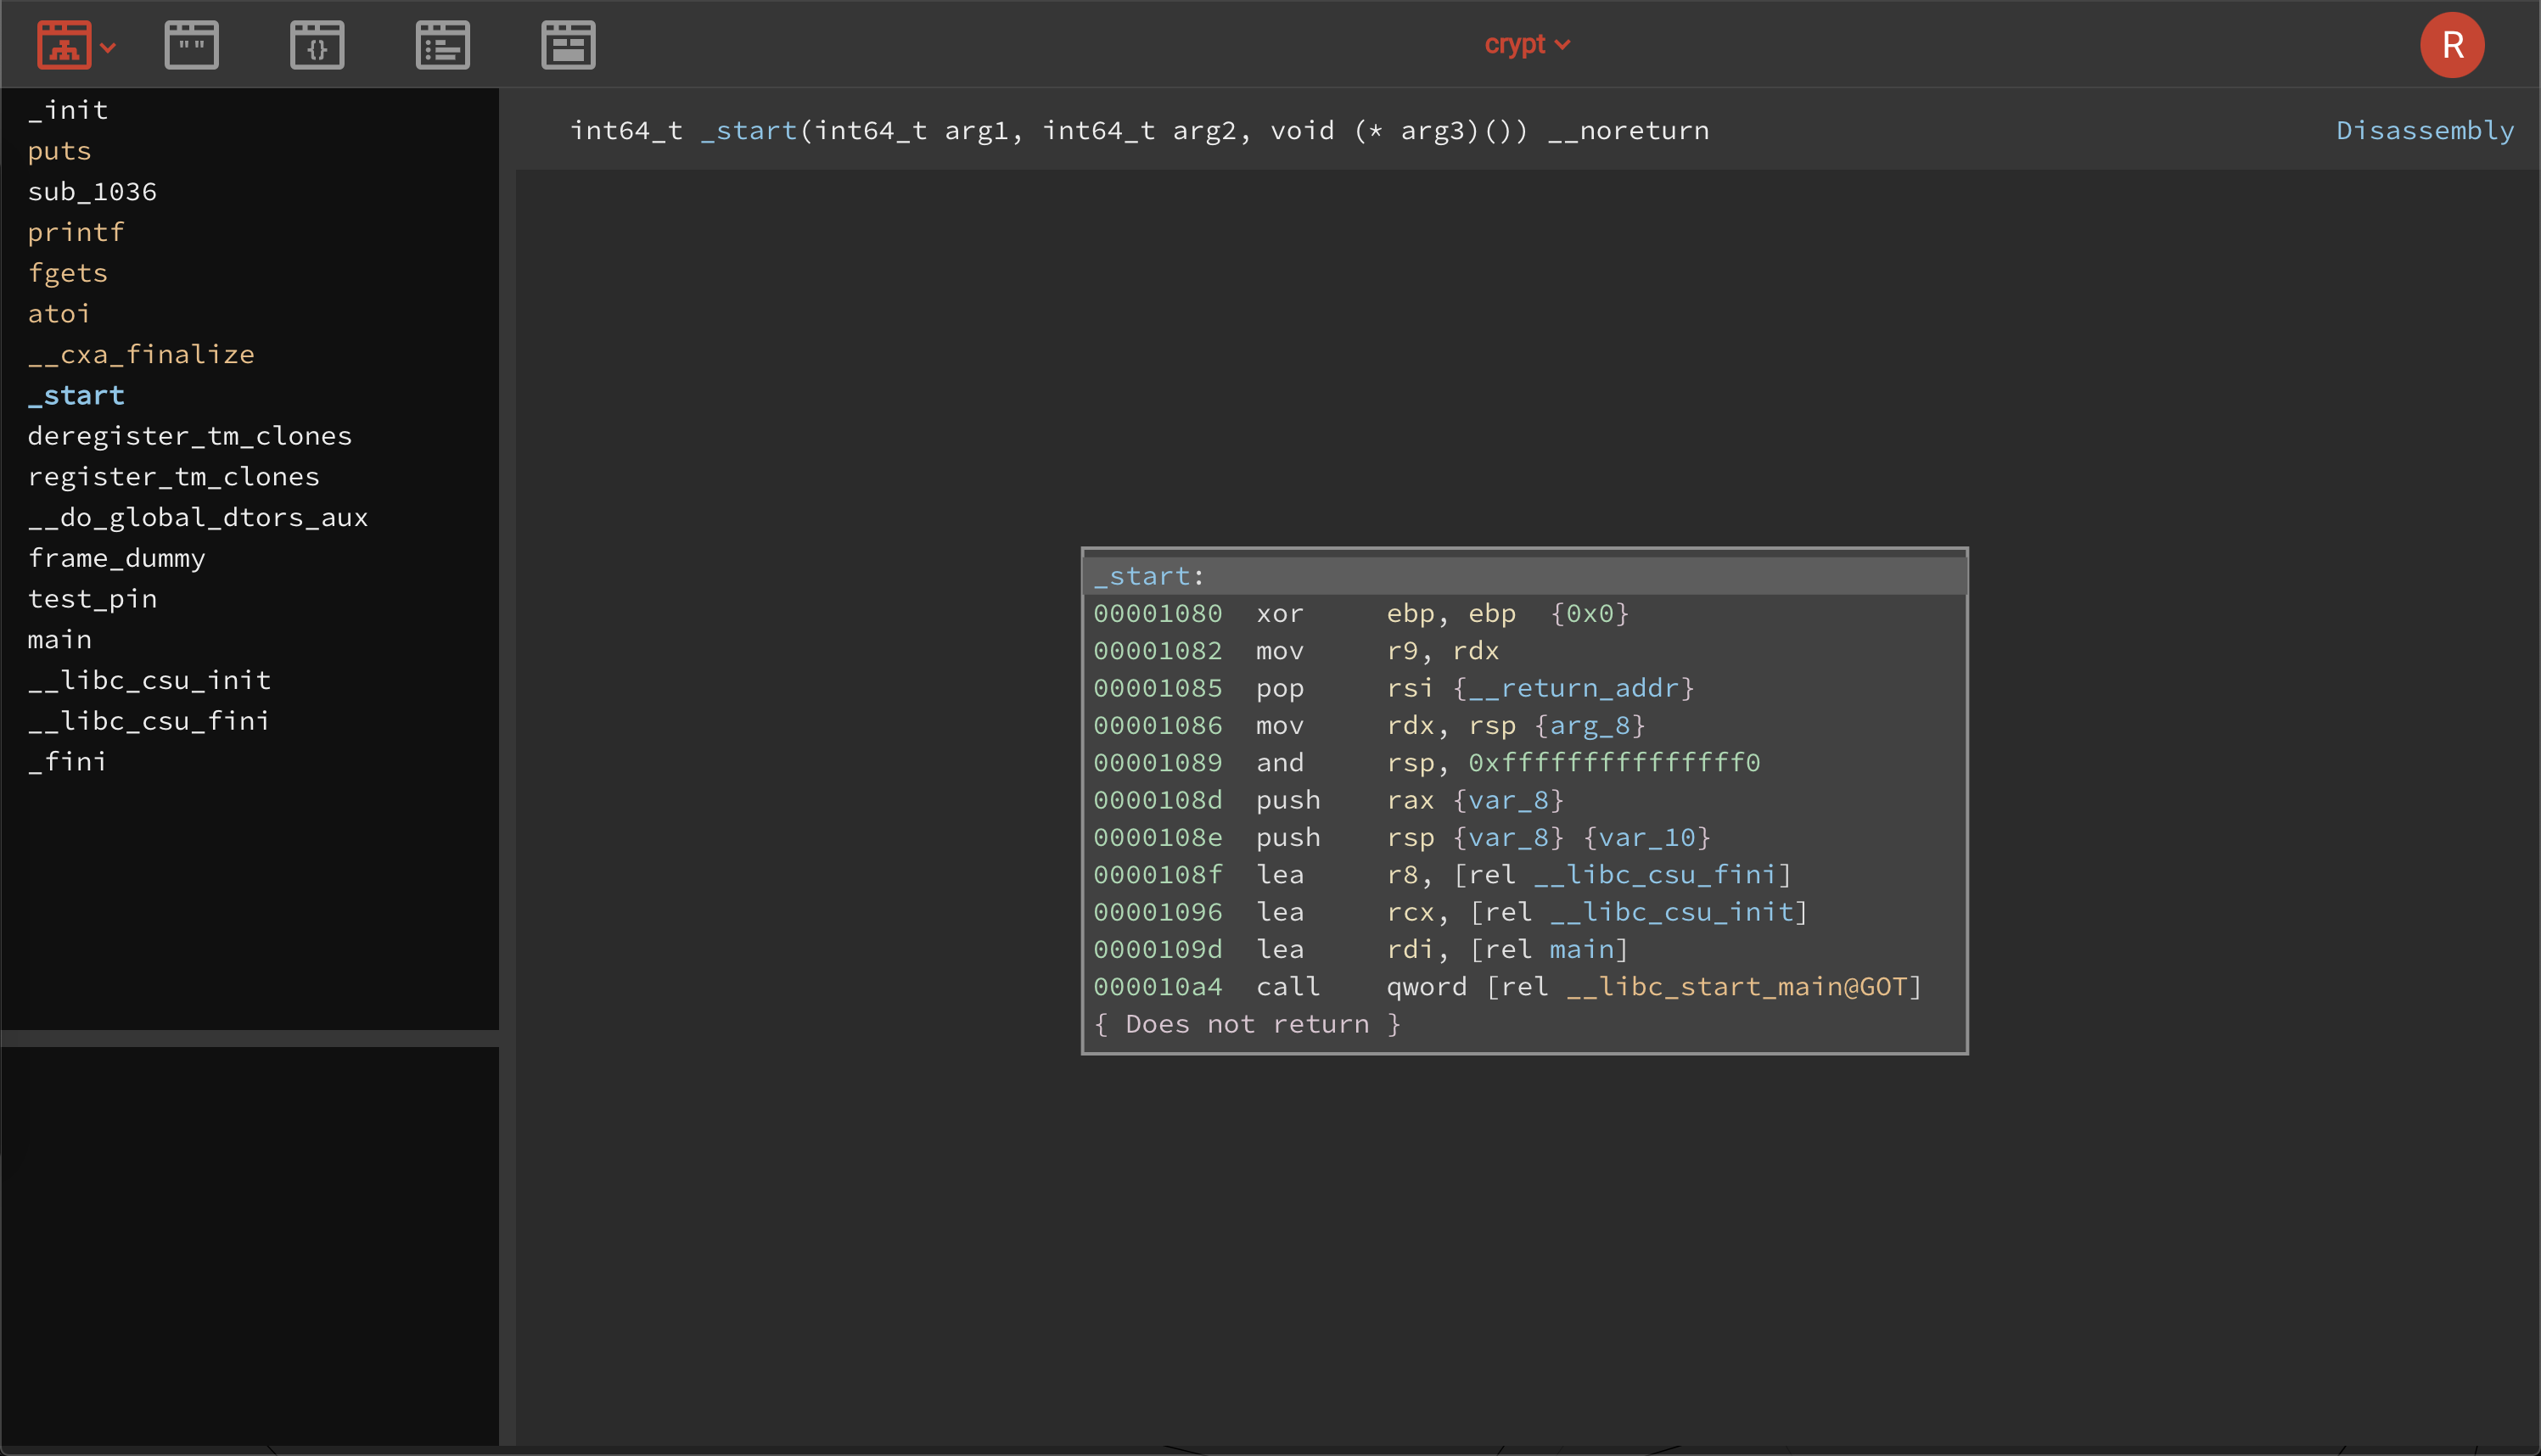 " " {} crypt R
_init
puts
sub_1036
printf
fgets
atoi
__cxa_finalize
_start
deregister_tm_clones
register_tm_clones
__do_global_dtors_aux
frame_dummy
test_pin
main
__libc_csu_init
__libc_csu_fini
_fini
int64_t _start(int64_t arg1, int64_t arg2, void (* arg3)()) __noreturn Disassembly
_start:
00001080 xor ebp, ebp {0x0}
00001082 mov r9, rdx
00001085 pop rsi {__return_addr}
00001086 mov rdx, rsp {arg_8}
00001089 and rsp, 0xfffffffffffffff0
0000108d push rax {var_8}
0000108e push rsp {var_8} {var_10}
0000108f lea r8, [rel __libc_csu_fini]
00001096 lea rcx, [rel __libc_csu_init]
0000109d lea rdi, [rel main]
000010a4 call qword [rel __libc_start_main@GOT]
{ Does not return }